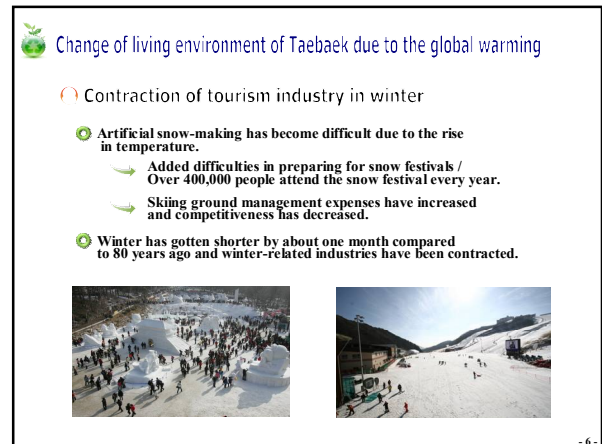 Change of living environment of Taebaek due to the global warming
Contraction of tourism industry in winter
Artificial snow-making has become difficult due to the rise
in temperature.
Added difficulties in preparing for snow festivals /
Over 400,000 people attend the snow festival every year.
Skiing ground management expenses have increased
and competitiveness has decreased.
Winter has gotten shorter by about one month compared
to 80 years ago and winter-related industries have been contracted.
- 6 -